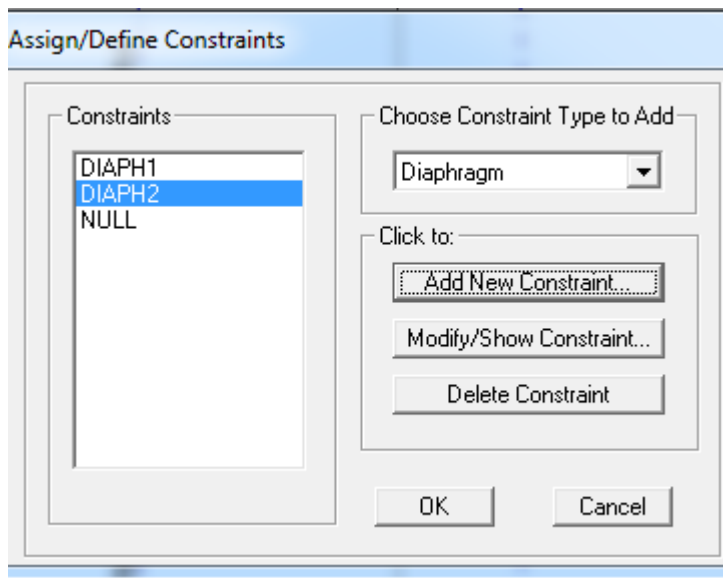 Assign/Define Constraints
Constraints
DIAPH1
DIAPH2
NULL
Choose Constraint Type to Add
Diaphragm
Click to:
Add New Constraint...
Modify/Show Constraint...
Delete Constraint
OK
Cancel